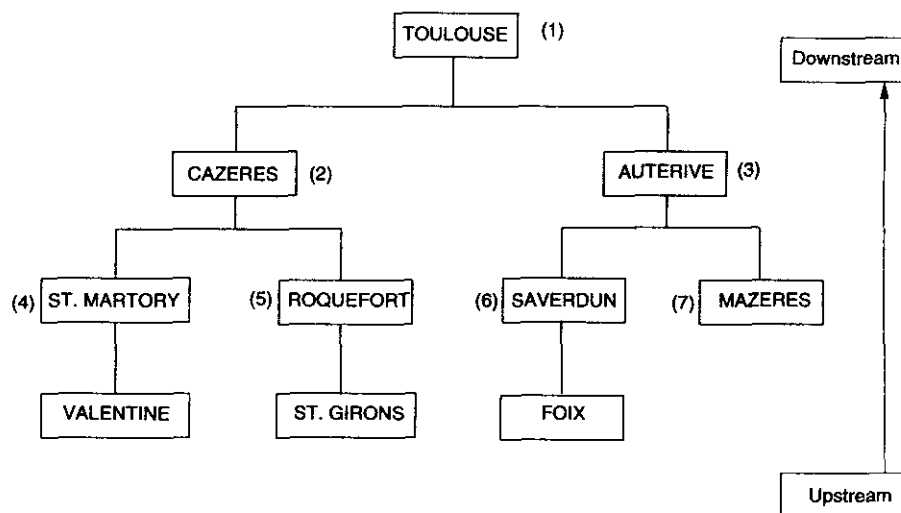 TOULOUSE (1)
Downstream
CAZERES (2)
AUTERIVE (3)
(4) ST. MARTORY
(5) ROQUEFORT
(6) SAVERDUN
(7) MAZERES
VALENTINE
ST. GIRONS
FOIX
Upstream